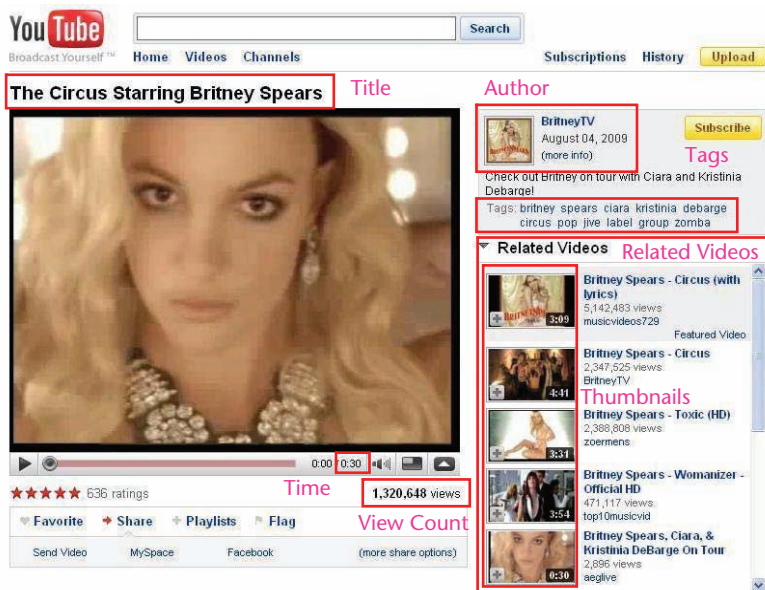 You Tube
Search
Broadcast Yourself ™
Home Videos Channels
Subscriptions History Upload
The Circus Starring Britney Spears
Title
Author
BritneyTV
August 04, 2009
(more info)
Subscribe
Tags
Check out Britney on tour with Ciara and Kristinia
Debarge!
Tags: britney spears ciara kristinia debarge
circus pop jive label group zomba
Related Videos
Related Videos
Britney Spears - Circus (with
lyrics)
5,142,483 views
musicvideos729
Featured Video
3:09
Britney Spears - Circus
2,347,525 views
BritneyTV
4:41
Thumbnails
Britney Spears - Toxic (HD)
2,388,808 views
zoermens
3:31
Britney Spears - Womanizer -
Official HD
471,117 views
top10musicvid
3:54
Britney Spears, Ciara, &
Kristinia DeBarge On Tour
2,896 views
aeglive
0:30
0:00 / 0:30
Time
636 ratings
1,320,648 views
View Count
Favorite Share Playlists Flag
Send Video MySpace Facebook (more share options)